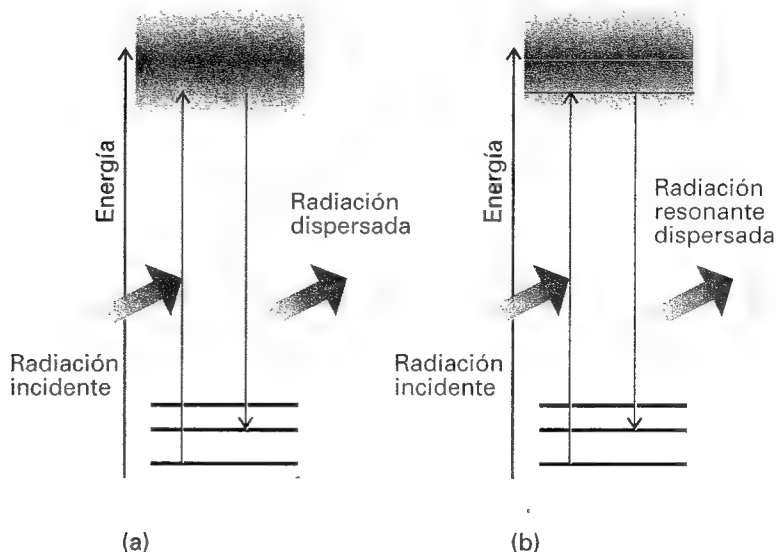 Energía
Radiación
dispersada
Radiación
incidente
(a)
Energía
Radiación
resonante
dispersada
Radiación
incidente
(b)